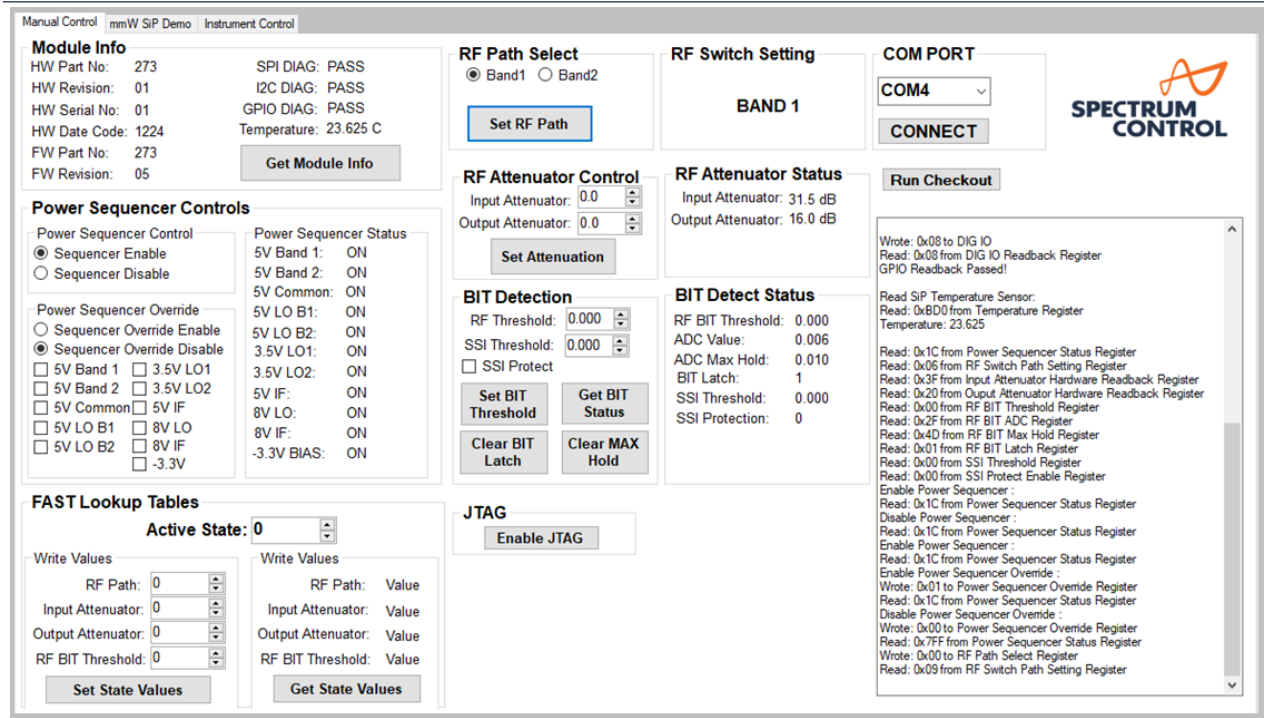 Manual Control mmW SiP Demo Instrument Control
Module Info
HW Part No: 273
HW Revision: 01
HW Serial No: 01
HW Date Code: 1224
FW Part No: 273
FW Revision: 05
SPI DIAG: PASS
I2C DIAG: PASS
GPIO DIAG: PASS
Temperature: 23.625 C
Get Module Info
RF Path Select
Band1 Band2
Set RF Path
RF Switch Setting
BAND 1
COM PORT
COM4
CONNECT
SPECTRUM
CONTROL
Power Sequencer Controls
Power Sequencer Control
Sequencer Enable
Sequencer Disable
Power Sequencer Override
Sequencer Override Enable
Sequencer Override Disable
5V Band 1 3.5V LO1
5V Band 2 3.5V LO2
5V Common 5V IF
5V LO B1 8V LO
5V LO B2 8V IF
-3.3V
Power Sequencer Status
5V Band 1: ON
5V Band 2: ON
5V Common: ON
5V LO B1: ON
5V LO B2: ON
3.5V LO1: ON
3.5V LO2: ON
5V IF: ON
8V LO: ON
8V IF: ON
-3.3V BIAS: ON
RF Attenuator Control
Input Attenuator: 0.0
Output Attenuator: 0.0
Set Attenuation
RF Attenuator Status
Input Attenuator: 31.5 dB
Output Attenuator: 16.0 dB
Run Checkout
BIT Detection
RF Threshold: 0.000
SSI Threshold: 0.000
SSI Protect
Set BIT
Threshold
Get BIT
Status
Clear BIT
Latch
Clear MAX
Hold
BIT Detect Status
RF BIT Threshold: 0.000
ADC Value: 0.006
ADC Max Hold: 0.010
BIT Latch: 1
SSI Threshold: 0.000
SSI Protection: 0
FAST Lookup Tables
Active State: 0
Write Values
RF Path: 0
Input Attenuator: 0
Output Attenuator: 0
RF BIT Threshold: 0
Set State Values
Write Values
RF Path: Value
Input Attenuator: Value
Output Attenuator: Value
RF BIT Threshold: Value
Get State Values
JTAG
Enable JTAG
Wrote: 0x08 to DIG IO
Read: 0x08 from DIG IO Readback Register
GPIO Readback Passed!
Read SiP Temperature Sensor:
Read: 0xBD0 from Temperature Register
Temperature: 23.625
Read: 0x1C from Power Sequencer Status Register
Read: 0x06 from RF Switch Path Setting Register
Read: 0x3F from Input Attenuator Hardware Readback Register
Read: 0x20 from Ouput Attenuator Hardware Readback Register
Read: 0x00 from RF BIT Threshold Register
Read: 0x2F from RF BIT ADC Register
Read: 0x4D from RF BIT Max Hold Register
Read: 0x01 from RF BIT Latch Register
Read: 0x00 from SSI Threshold Register
Read: 0x00 from SSI Protect Enable Register
Enable Power Sequencer :
Read: 0x1C from Power Sequencer Status Register
Disable Power Sequencer :
Read: 0x1C from Power Sequencer Status Register
Enable Power Sequencer :
Read: 0x1C from Power Sequencer Status Register
Enable Power Sequencer Override :
Wrote: 0x01 to Power Sequencer Override Register
Read: 0x1C from Power Sequencer Status Register
Disable Power Sequencer Override :
Wrote: 0x00 to Power Sequencer Override Register
Read: 0x7FF from Power Sequencer Status Register
Wrote: 0x00 to RF Path Select Register
Read: 0x09 from RF Switch Path Setting Register